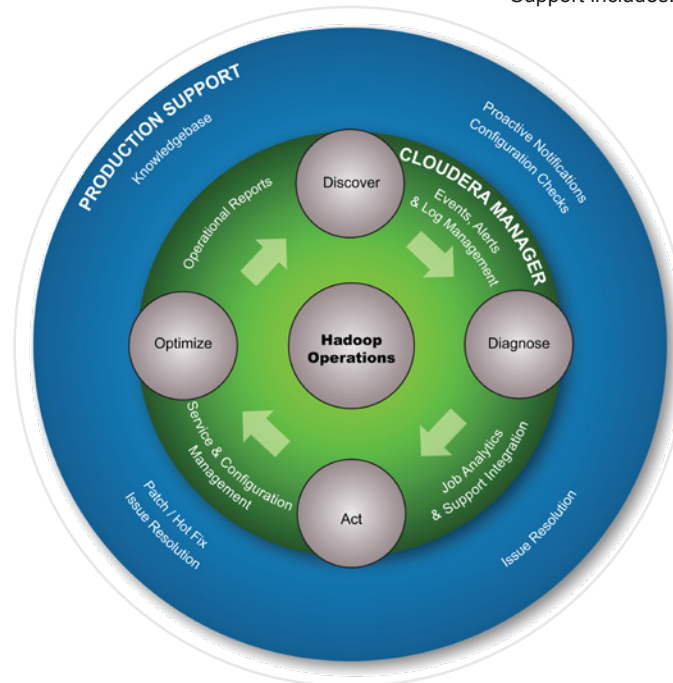 Support includes:
PRODUCTION SUPPORT
Knowledgebase
Proactive Notifications
Configuration Checks
CLOUDERA MANAGER
Operational Reports
Discover
Events, Alerts
& Log Management
Optimize
Hadoop
Operations
Diagnose
Service & Configuration
Management
Act
Job Analytics
& Support Integration
Patch / Hot Fix
Issue Resolution
Issue Resolution